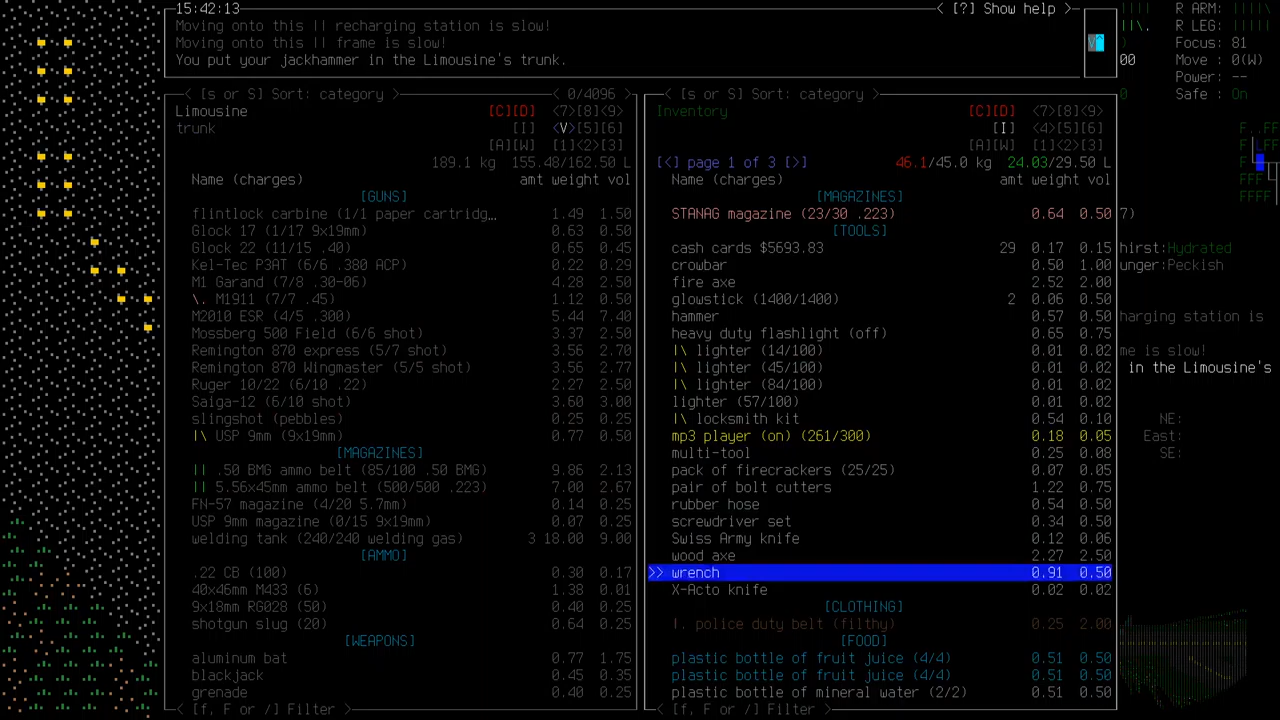 15:42:13 < [?] Show help >
Moving onto this || recharging station is slow!
Moving onto this || frame is slow!
You put your jackhammer in the Limousine's trunk.
< [s or S] Sort: category > < 0/4096
Limousine [C][D] <7>[8]<9>
trunk [I] <V>[5][6]
[A][W] [1]<2>[3]
189.1 kg 155.48/162.50 L
Name (charges) amt weight vol
[GUNS]
flintlock carbine (1/1 paper cartridg… 1.49 1.50
Glock 17 (1/17 9x19mm) 0.63 0.50
Glock 22 (11/15 .40) 0.65 0.45
Kel-Tec P3AT (6/6 .380 ACP) 0.22 0.29
M1 Garand (7/8 .30-06) 4.28 2.50
\. M1911 (7/7 .45) 1.12 0.50
M2010 ESR (4/5 .300) 5.44 7.40
Mossberg 500 Field (6/6 shot) 3.37 2.50
Remington 870 express (5/7 shot) 3.56 2.70
Remington 870 Wingmaster (5/5 shot) 3.56 2.77
Ruger 10/22 (6/10 .22) 2.27 2.50
Saiga-12 (6/10 shot) 3.60 3.00
slingshot (pebbles) 0.25 0.25
|\ USP 9mm (9x19mm) 0.77 0.50
[MAGAZINES]
|| .50 BMG ammo belt (85/100 .50 BMG) 9.86 2.13
|| 5.56x45mm ammo belt (500/500 .223) 7.00 2.67
FN-57 magazine (4/20 5.7mm) 0.14 0.25
USP 9mm magazine (0/15 9x19mm) 0.07 0.25
welding tank (240/240 welding gas) 3 18.00 9.00
[AMMO]
.22 CB (100) 0.30 0.17
40x46mm M433 (6) 1.38 0.01
9x18mm RG028 (50) 0.40 0.25
shotgun slug (20) 0.64 0.25
[WEAPONS]
aluminum bat 0.77 1.75
blackjack 0.45 0.35
grenade 0.40 0.25
< [f, F or /] Filter >
< [s or S] Sort: category >
Inventory [C][D] <7>[8]<9>
[I] <4>[5][6]
[A][W] [1]<2>[3]
[<] page 1 of 3 [>] 46.1/45.0 kg 24.03/29.50 L
Name (charges) amt weight vol
[MAGAZINES]
STANAG magazine (23/30 .223) 0.64 0.50
[TOOLS]
cash cards $5693.83 29 0.17 0.15
crowbar 0.50 1.00
fire axe 2.52 2.00
glowstick (1400/1400) 2 0.06 0.50
hammer 0.57 0.50
heavy duty flashlight (off) 0.65 0.75
|\ lighter (14/100) 0.01 0.02
|\ lighter (45/100) 0.01 0.02
|\ lighter (84/100) 0.01 0.02
lighter (57/100) 0.01 0.02
|\ locksmith kit 0.54 0.10
mp3 player (on) (261/300) 0.18 0.05
multi-tool 0.25 0.08
pack of firecrackers (25/25) 0.07 0.05
pair of bolt cutters 1.22 0.75
rubber hose 0.54 0.50
screwdriver set 0.34 0.50
Swiss Army knife 0.12 0.06
wood axe 2.27 2.50
>> wrench 0.91 0.50
X-Acto knife 0.02 0.02
[CLOTHING]
|. police duty belt (filthy) 0.25 2.00
[FOOD]
plastic bottle of fruit juice (4/4) 0.51 0.50
plastic bottle of fruit juice (4/4) 0.51 0.50
plastic bottle of mineral water (2/2) 0.51 0.50
< [f, F or /] Filter >
R ARM: ||||\
||\. R LEG: |||||
Focus: 81
00 Move : 0(W)
Power: --
Safe : On
7)
hirst:Hydrated
unger:Peckish
harging station is
me is slow!
in the Limousine's
NE:
East:
SE: